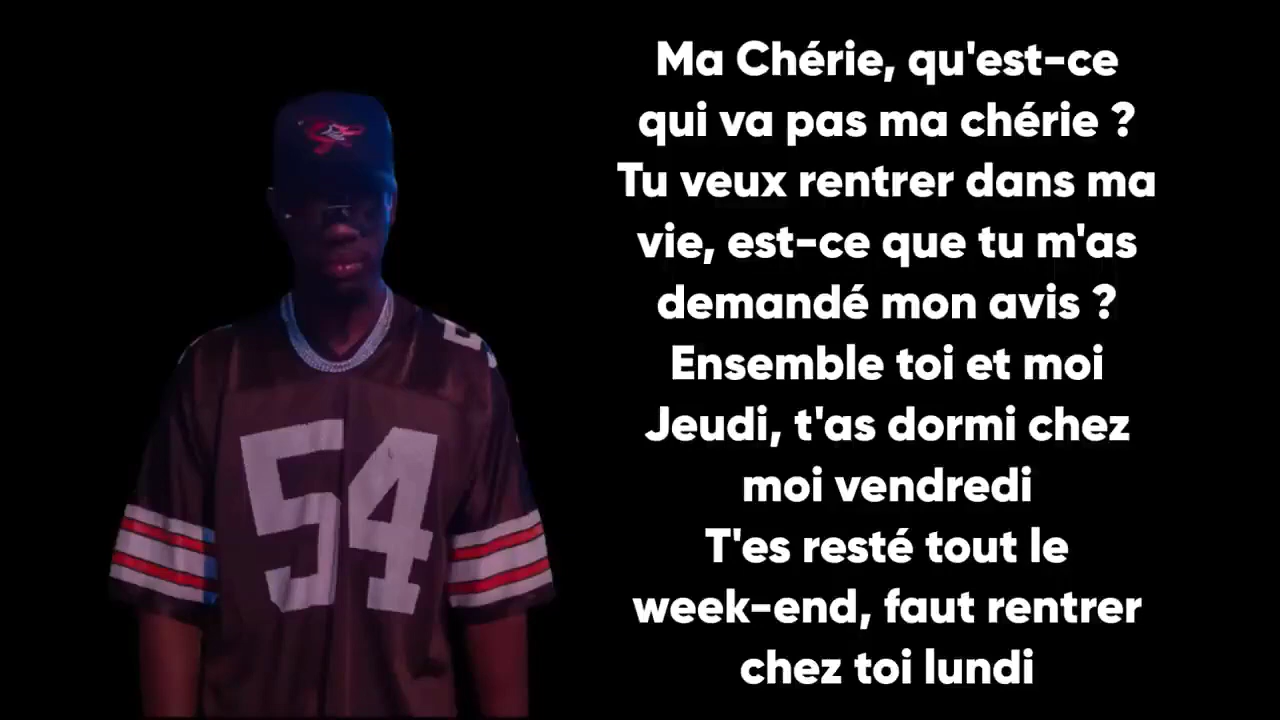 Ma Chérie, qu'est-ce
qui va pas ma chérie ?
Tu veux rentrer dans ma
vie, est-ce que tu m'as
demandé mon avis ?
Ensemble toi et moi
Jeudi, t'as dormi chez
moi vendredi
T'es resté tout le
week-end, faut rentrer
chez toi lundi
54